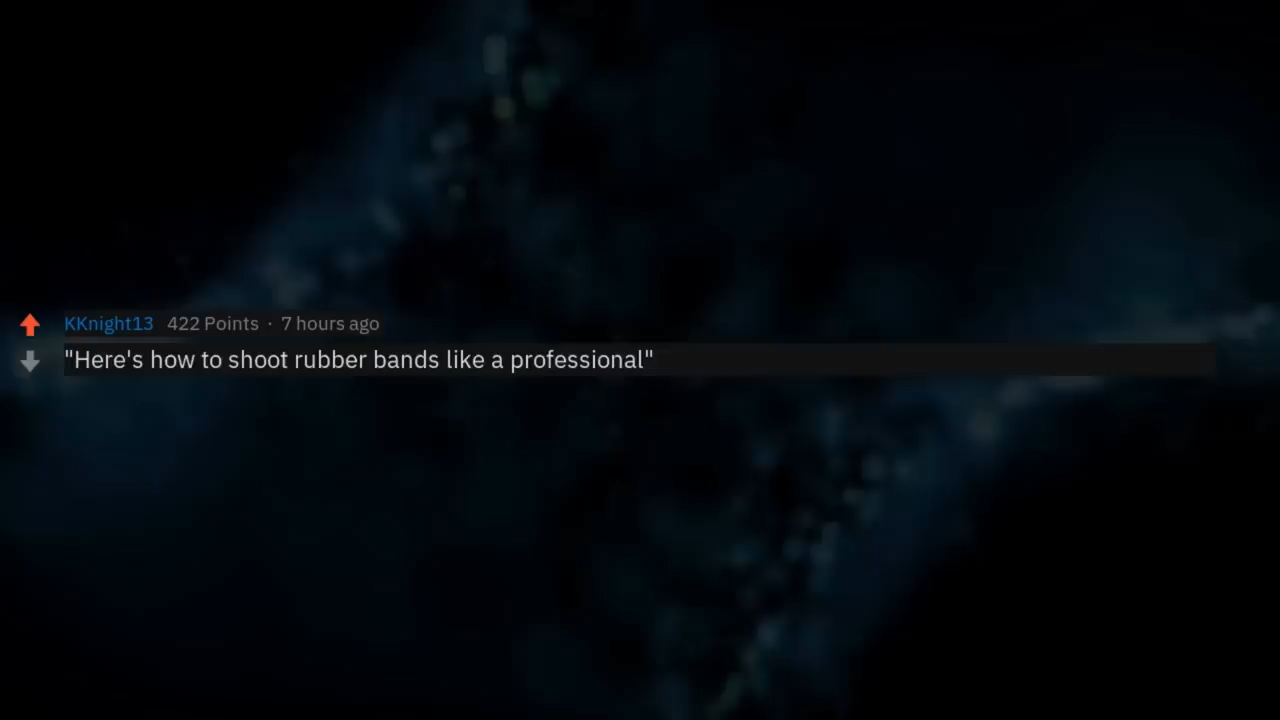 KKnight13 422 Points · 7 hours ago
"Here's how to shoot rubber bands like a professional"